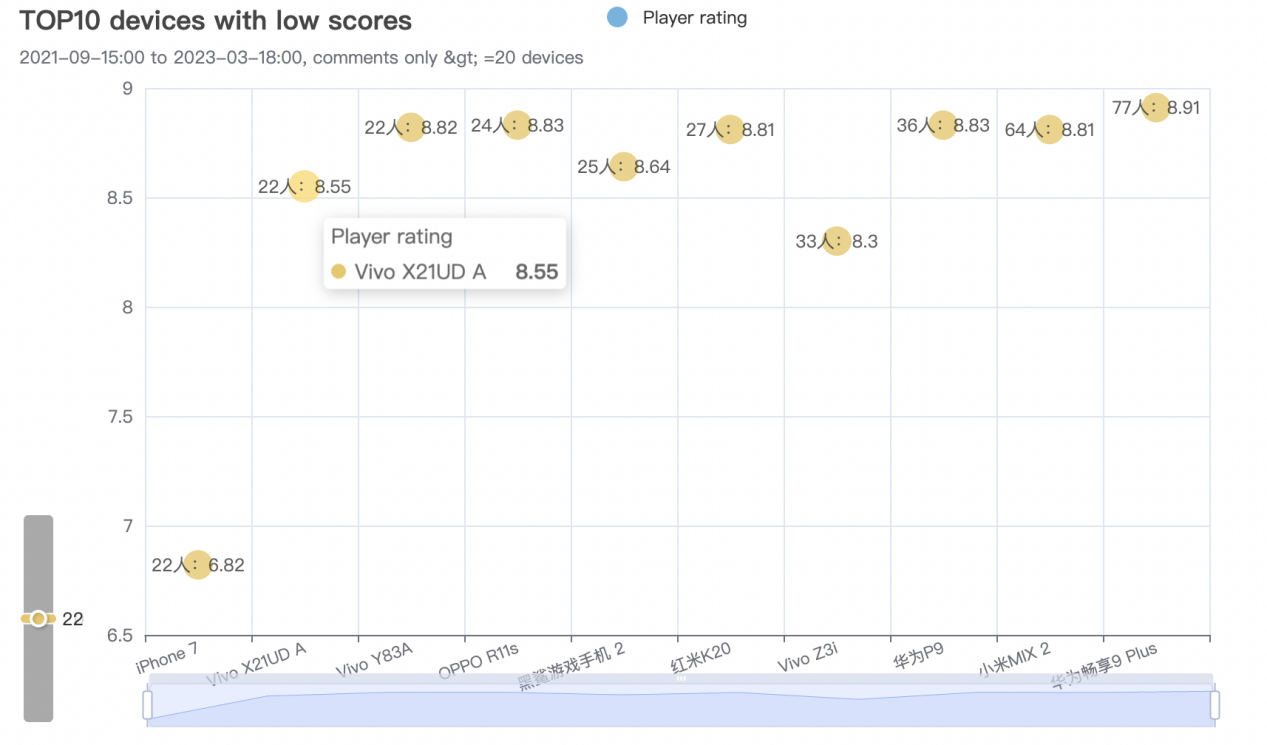 TOP10 devices with low scores
Player rating
2021-09-15:00 to 2023-03-18:00, comments only &gt; =20 devices
9
8.5
8
7.5
7
6.5
22人：6.82
22人：8.55
22人：8.82
24人：8.83
25人：8.64
27人：8.81
33人：8.3
36人：8.83
64人：8.81
77人：8.91
Player rating
Vivo X21UD A 8.55
22
iPhone 7
Vivo X21UD A
Vivo Y83A
OPPO R11s
黑鲨游戏手机 2
红米K20
Vivo Z3i
华为P9
小米MIX 2
华为畅享9 Plus